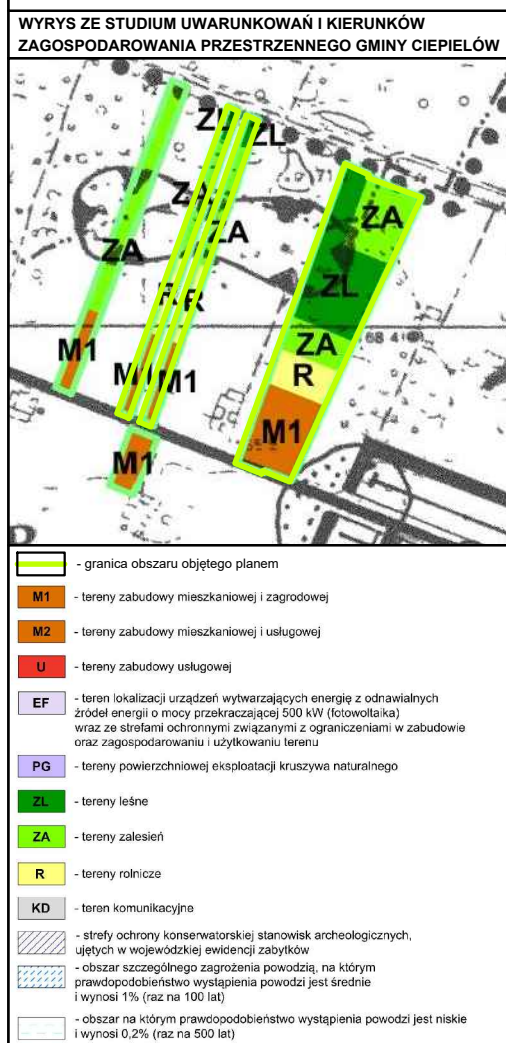 WYRYS ZE STUDIUM UWARUNKOWAŃ I KIERUNKÓW
ZAGOSPODAROWANIA PRZESTRZENNEGO GMINY CIEPIELÓW
ZL
ZL
ZA
ZA
ZA
ZA
ZL
R R
ZA
M1
R
M1
M1
M1
M1
- granica obszaru objętego planem
M1 - tereny zabudowy mieszkaniowej i zagrodowej
M2 - tereny zabudowy mieszkaniowej i usługowej
U - tereny zabudowy usługowej
EF - teren lokalizacji urządzeń wytwarzających energię z odnawialnych
źródeł energii o mocy przekraczającej 500 kW (fotowoltaika)
wraz ze strefami ochronnymi związanymi z ograniczeniami w zabudowie
oraz zagospodarowaniu i użytkowaniu terenu
PG - tereny powierzchniowej eksploatacji kruszywa naturalnego
ZL - tereny leśne
ZA - tereny zalesień
R - tereny rolnicze
KD - teren komunikacyjne
- strefy ochrony konserwatorskiej stanowisk archeologicznych,
ujętych w wojewódzkiej ewidencji zabytków
- obszar szczególnego zagrożenia powodzią, na którym
prawdopodobieństwo wystąpienia powodzi jest średnie
i wynosi 1% (raz na 100 lat)
- obszar na którym prawdopodobieństwo wystąpienia powodzi jest niskie
i wynosi 0,2% (raz na 500 lat)